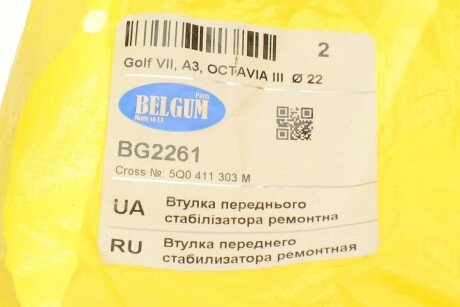 2
Golf VII, A3, OCTAVIA III Ø 22
Parts
BELGUM
Made in EA
BG2261
Cross №: 5Q0 411 303 M
UA Втулка переднього
стабілізатора ремонтна
RU Втулка переднего
стабилизатора ремонтная